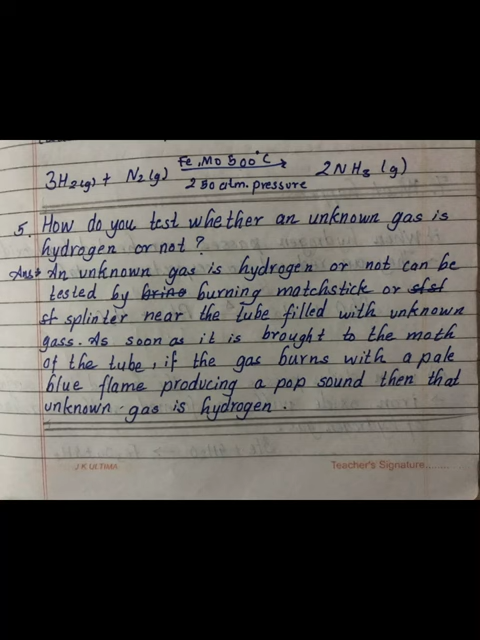 Fe, Mo 500°C
3H2(g) + N2(g) → 2NH3 (g)
250 atm. pressure
5. How do you test whether an unknown gas is
hydrogen or not?
Ans→ An unknown gas is hydrogen or not can be
tested by burning matchstick or
splinter near the tube filled with unknown
gass. As soon as it is brought to the moth
of the tube, if the gas burns with a pale
blue flame producing a pop sound then that
unknown gas is hydrogen.
J K ULTIMA
Teacher's Signature........